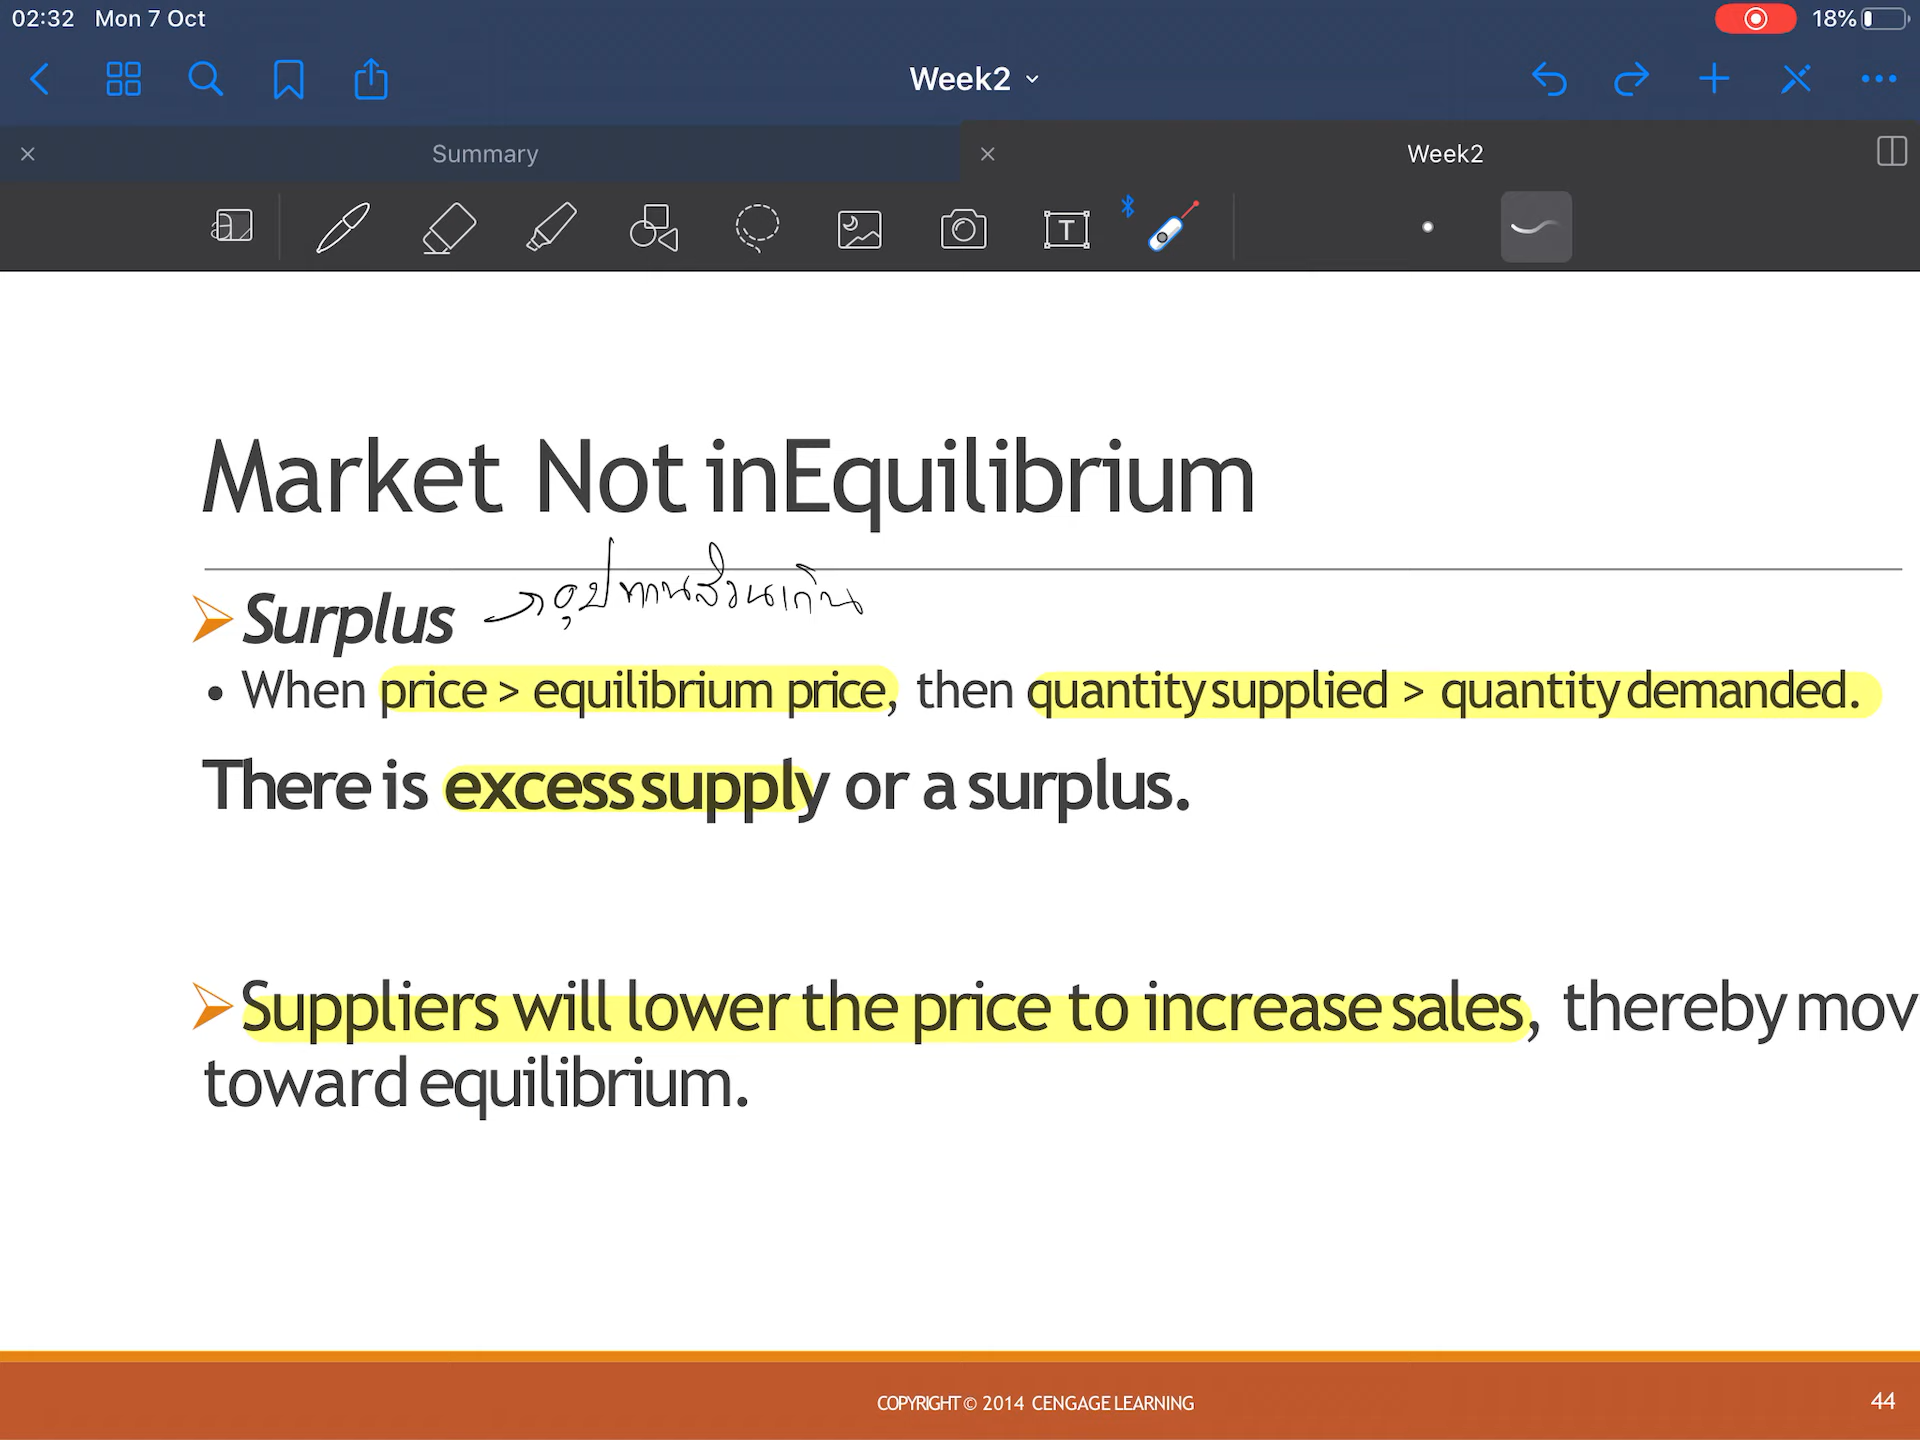 02:32 Mon 7 Oct 18%
Week2
Summary Week2
T
Market Not inEquilibrium
อุปทานส่วนเกิน
Surplus
• When price > equilibrium price, then quantity supplied > quantity demanded.
There is excess supply or a surplus.
Suppliers will lower the price to increase sales, thereby mov
toward equilibrium.
COPYRIGHT © 2014 CENGAGE LEARNING 44